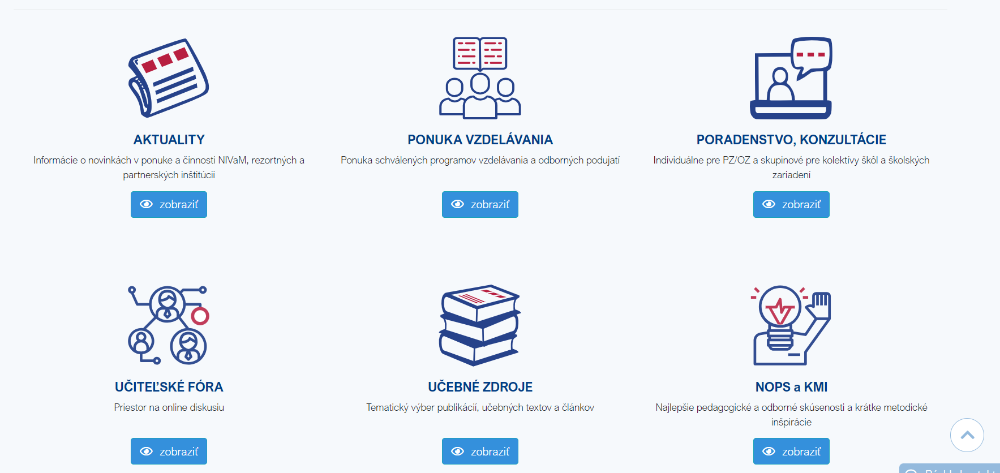 AKTUALITY
Informácie o novinkách v ponuke a činnosti NIVaM, rezortných a
partnerských inštitúcií
zobraziť
PONUKA VZDELÁVANIA
Ponuka schválených programov vzdelávania a odborných podujatí
zobraziť
PORADENSTVO, KONZULTÁCIE
Individuálne pre PZ/OZ a skupinové pre kolektívy škôl a školských
zariadení
zobraziť
UČITEĽSKÉ FÓRA
Priestor na online diskusiu
zobraziť
UČEBNÉ ZDROJE
Tematický výber publikácií, učebných textov a článkov
zobraziť
NOPS a KMI
Najlepšie pedagogické a odborné skúsenosti a krátke metodické
inšpirácie
zobraziť